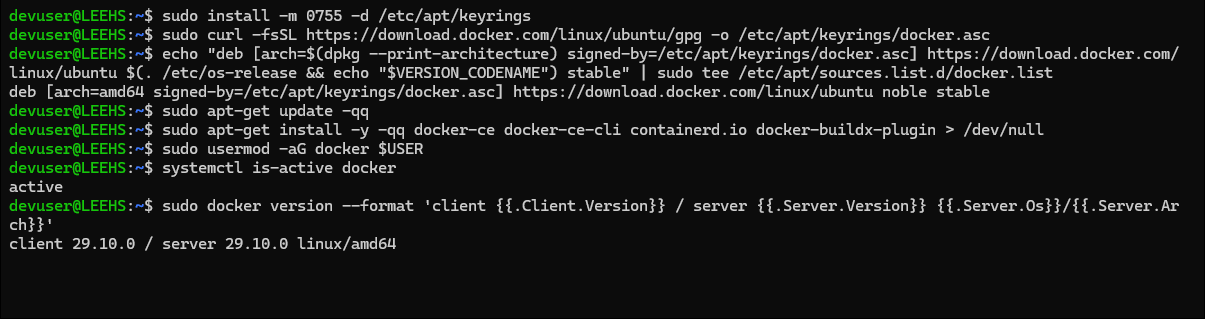 devuser@LEEHS:~$ sudo install -m 0755 -d /etc/apt/keyrings
devuser@LEEHS:~$ sudo curl -fsSL https://download.docker.com/linux/ubuntu/gpg -o /etc/apt/keyrings/docker.asc
devuser@LEEHS:~$ echo "deb [arch=$(dpkg --print-architecture) signed-by=/etc/apt/keyrings/docker.asc] https://download.docker.com/
linux/ubuntu $(. /etc/os-release && echo "$VERSION_CODENAME") stable" | sudo tee /etc/apt/sources.list.d/docker.list
deb [arch=amd64 signed-by=/etc/apt/keyrings/docker.asc] https://download.docker.com/linux/ubuntu noble stable
devuser@LEEHS:~$ sudo apt-get update -qq
devuser@LEEHS:~$ sudo apt-get install -y -qq docker-ce docker-ce-cli containerd.io docker-buildx-plugin > /dev/null
devuser@LEEHS:~$ sudo usermod -aG docker $USER
devuser@LEEHS:~$ systemctl is-active docker
active
devuser@LEEHS:~$ sudo docker version --format 'client {{.Client.Version}} / server {{.Server.Version}} {{.Server.Os}}/{{.Server.Ar
ch}}'
client 29.10.0 / server 29.10.0 linux/amd64